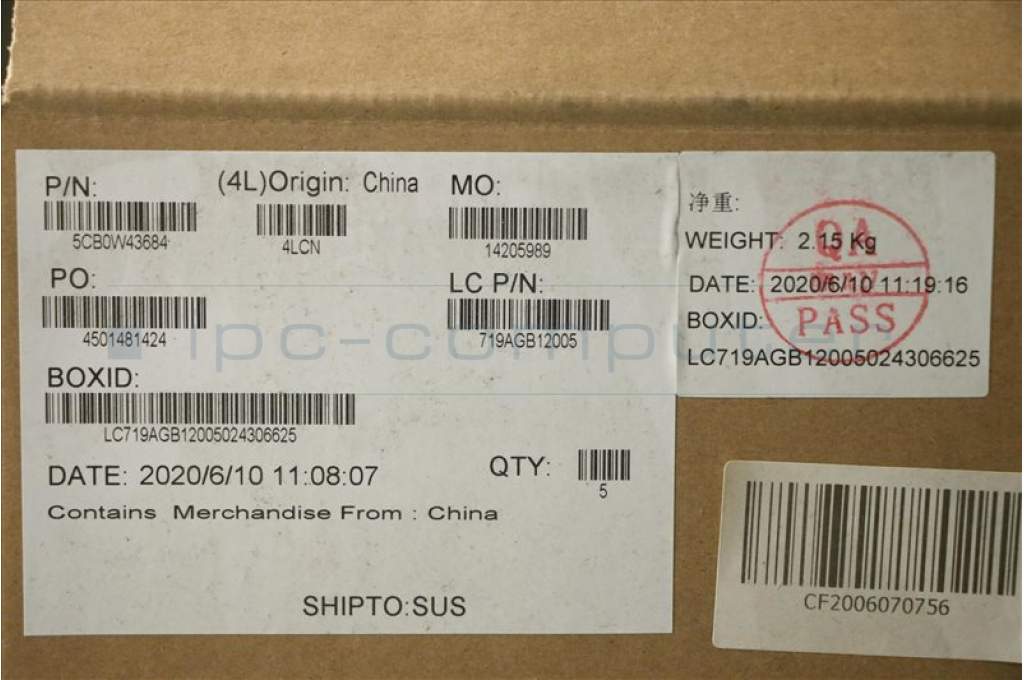 P/N:
5CB0W43684
(4L)Origin: China
4LCN
MO:
14205989
PO:
4501481424
LC P/N:
719AGB12005
BOXID:
LC719AGB12005024306625
DATE: 2020/6/10 11:08:07
QTY:
5
Contains Merchandise From : China
SHIPTO:SUS
净重:
WEIGHT: 2.15 Kg
DATE: 2020/6/10 11:19:16
BOXID:
LC719AGB12005024306625
QA
PASS
CF2006070756
ipc-computer